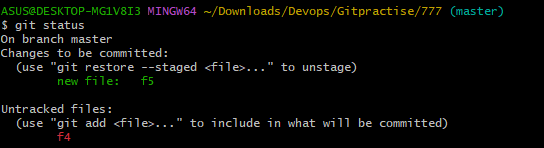 ASUS@DESKTOP-MG1V8I3 MINGW64 ~/Downloads/Devops/Gitpractise/777 (master)
$ git status
On branch master
Changes to be committed:
  (use "git restore --staged <file>..." to unstage)
        new file:   f5

Untracked files:
  (use "git add <file>..." to include in what will be committed)
        f4